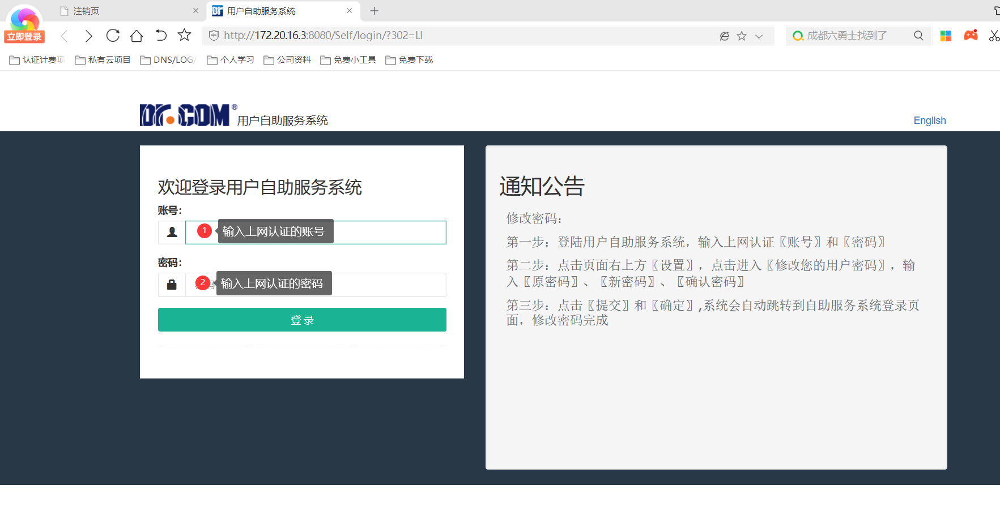 注销页
用户自助服务系统
立即登录
http://172.20.16.3:8080/Self/login/?302=LI
成都六勇士找到了
认证计费项
私有云项目
DNS/LOG/
个人学习
公司资料
免费小工具
免费下载
Dr.COM® 用户自助服务系统
English
欢迎登录用户自助服务系统
账号：
1 输入上网认证的账号
密码：
2 输入上网认证的密码
登 录
通知公告
修改密码：
第一步：登陆用户自助服务系统，输入上网认证〖账号〗和〖密码〗
第二步：点击页面右上方〖设置〗，点击进入〖修改您的用户密码〗，输
入〖原密码〗、〖新密码〗、〖确认密码〗
第三步：点击〖提交〗和〖确定〗,系统会自动跳转到自助服务系统登录页
面，修改密码完成